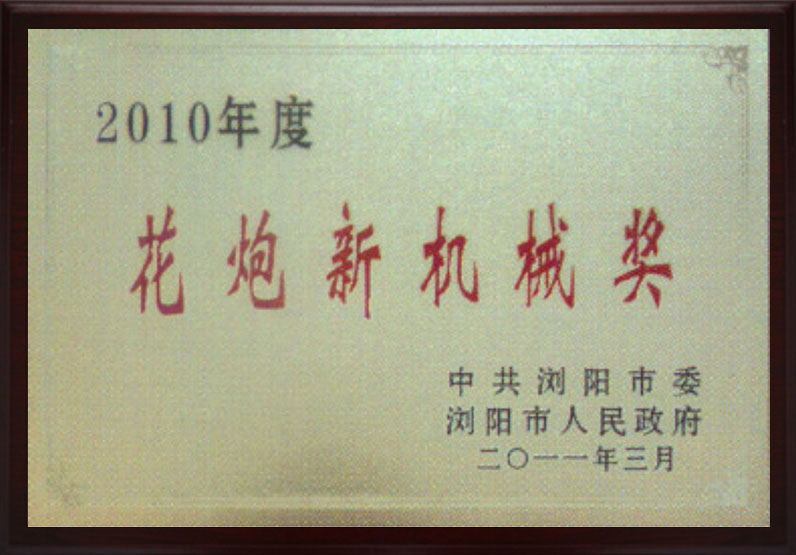 2010年度
花炮新机械奖
中共浏阳市委
浏阳市人民政府
二〇一一年三月